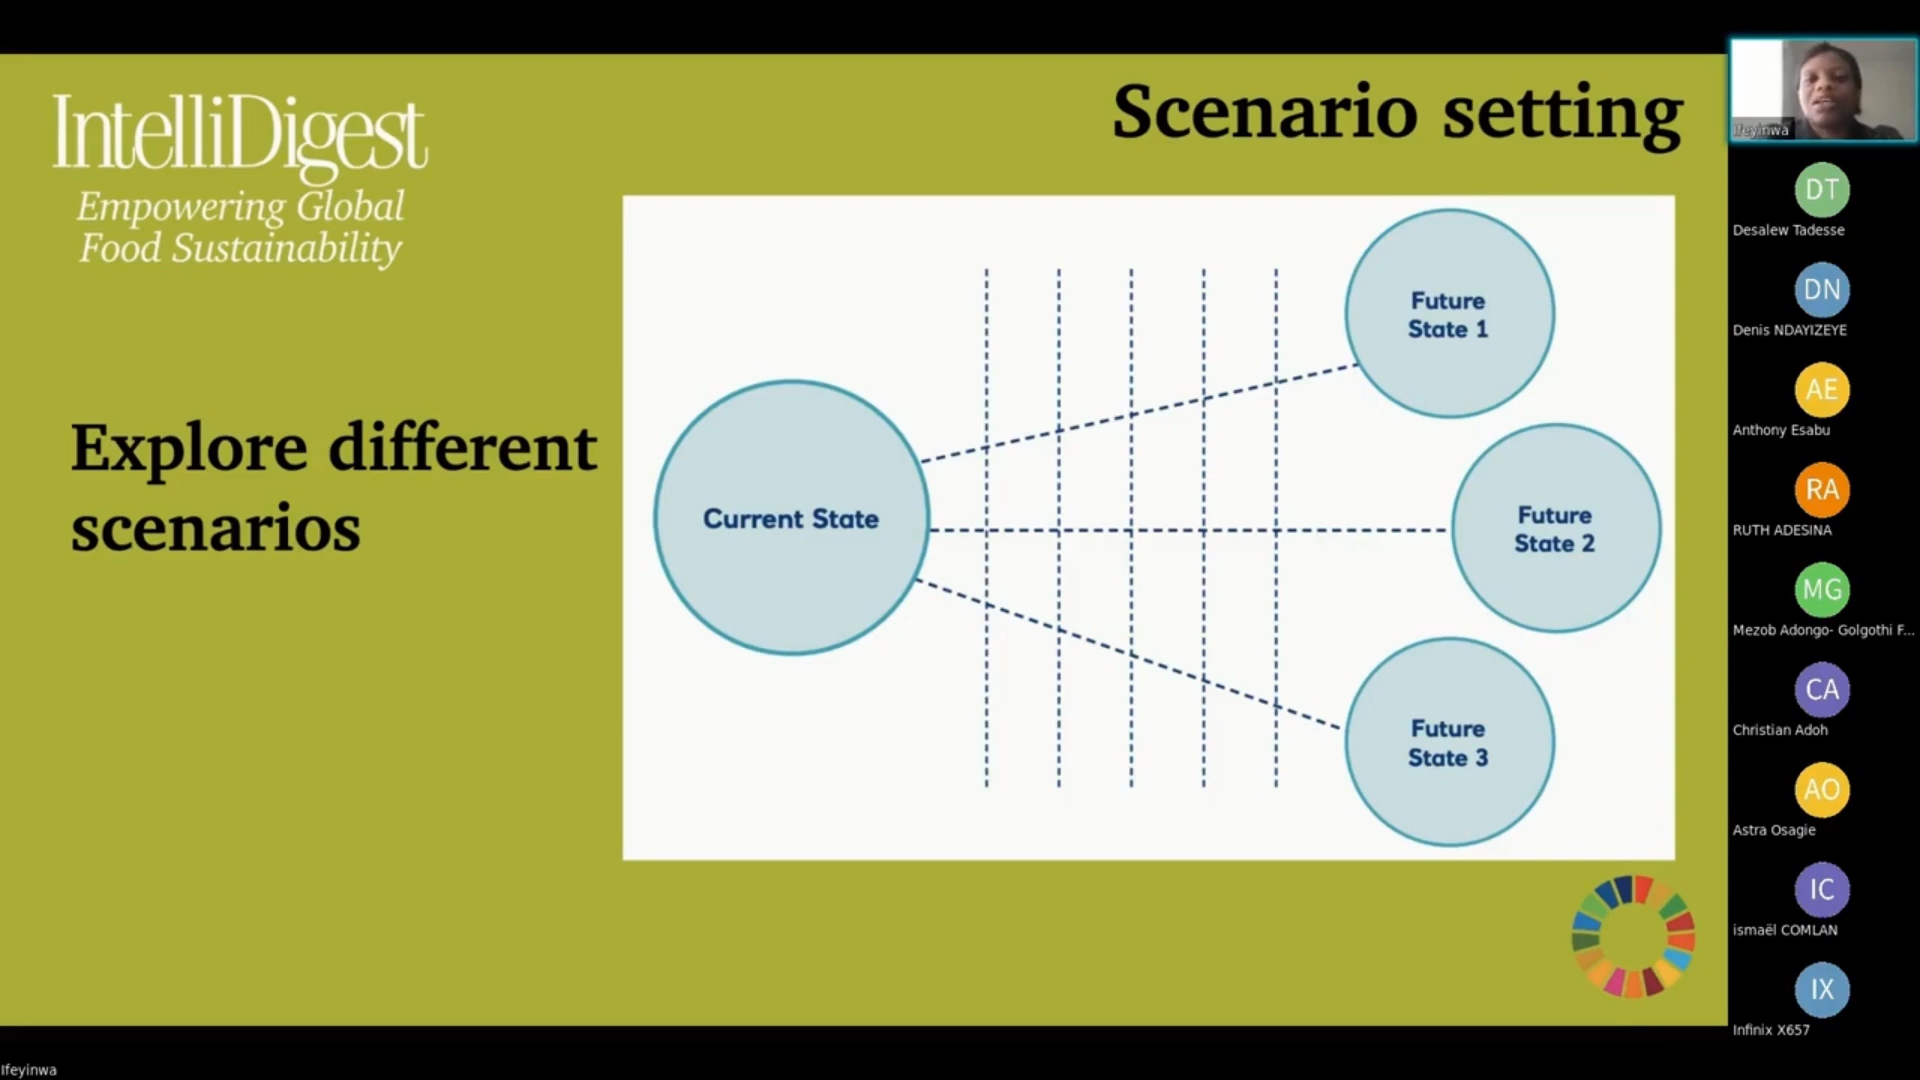 IntelliDigest
Empowering Global
Food Sustainability
Scenario setting
Explore different
scenarios
Current State
Future
State 1
Future
State 2
Future
State 3
Ifeyinwa
DT
Desalew Tadesse
DN
Denis NDAYIZEYE
AE
Anthony Esabu
RA
RUTH ADESINA
MG
Mezob Adongo- Golgothi F...
CA
Christian Adoh
AO
Astra Osagie
IC
ismaël COMLAN
IX
Infinix X657
Ifeyinwa